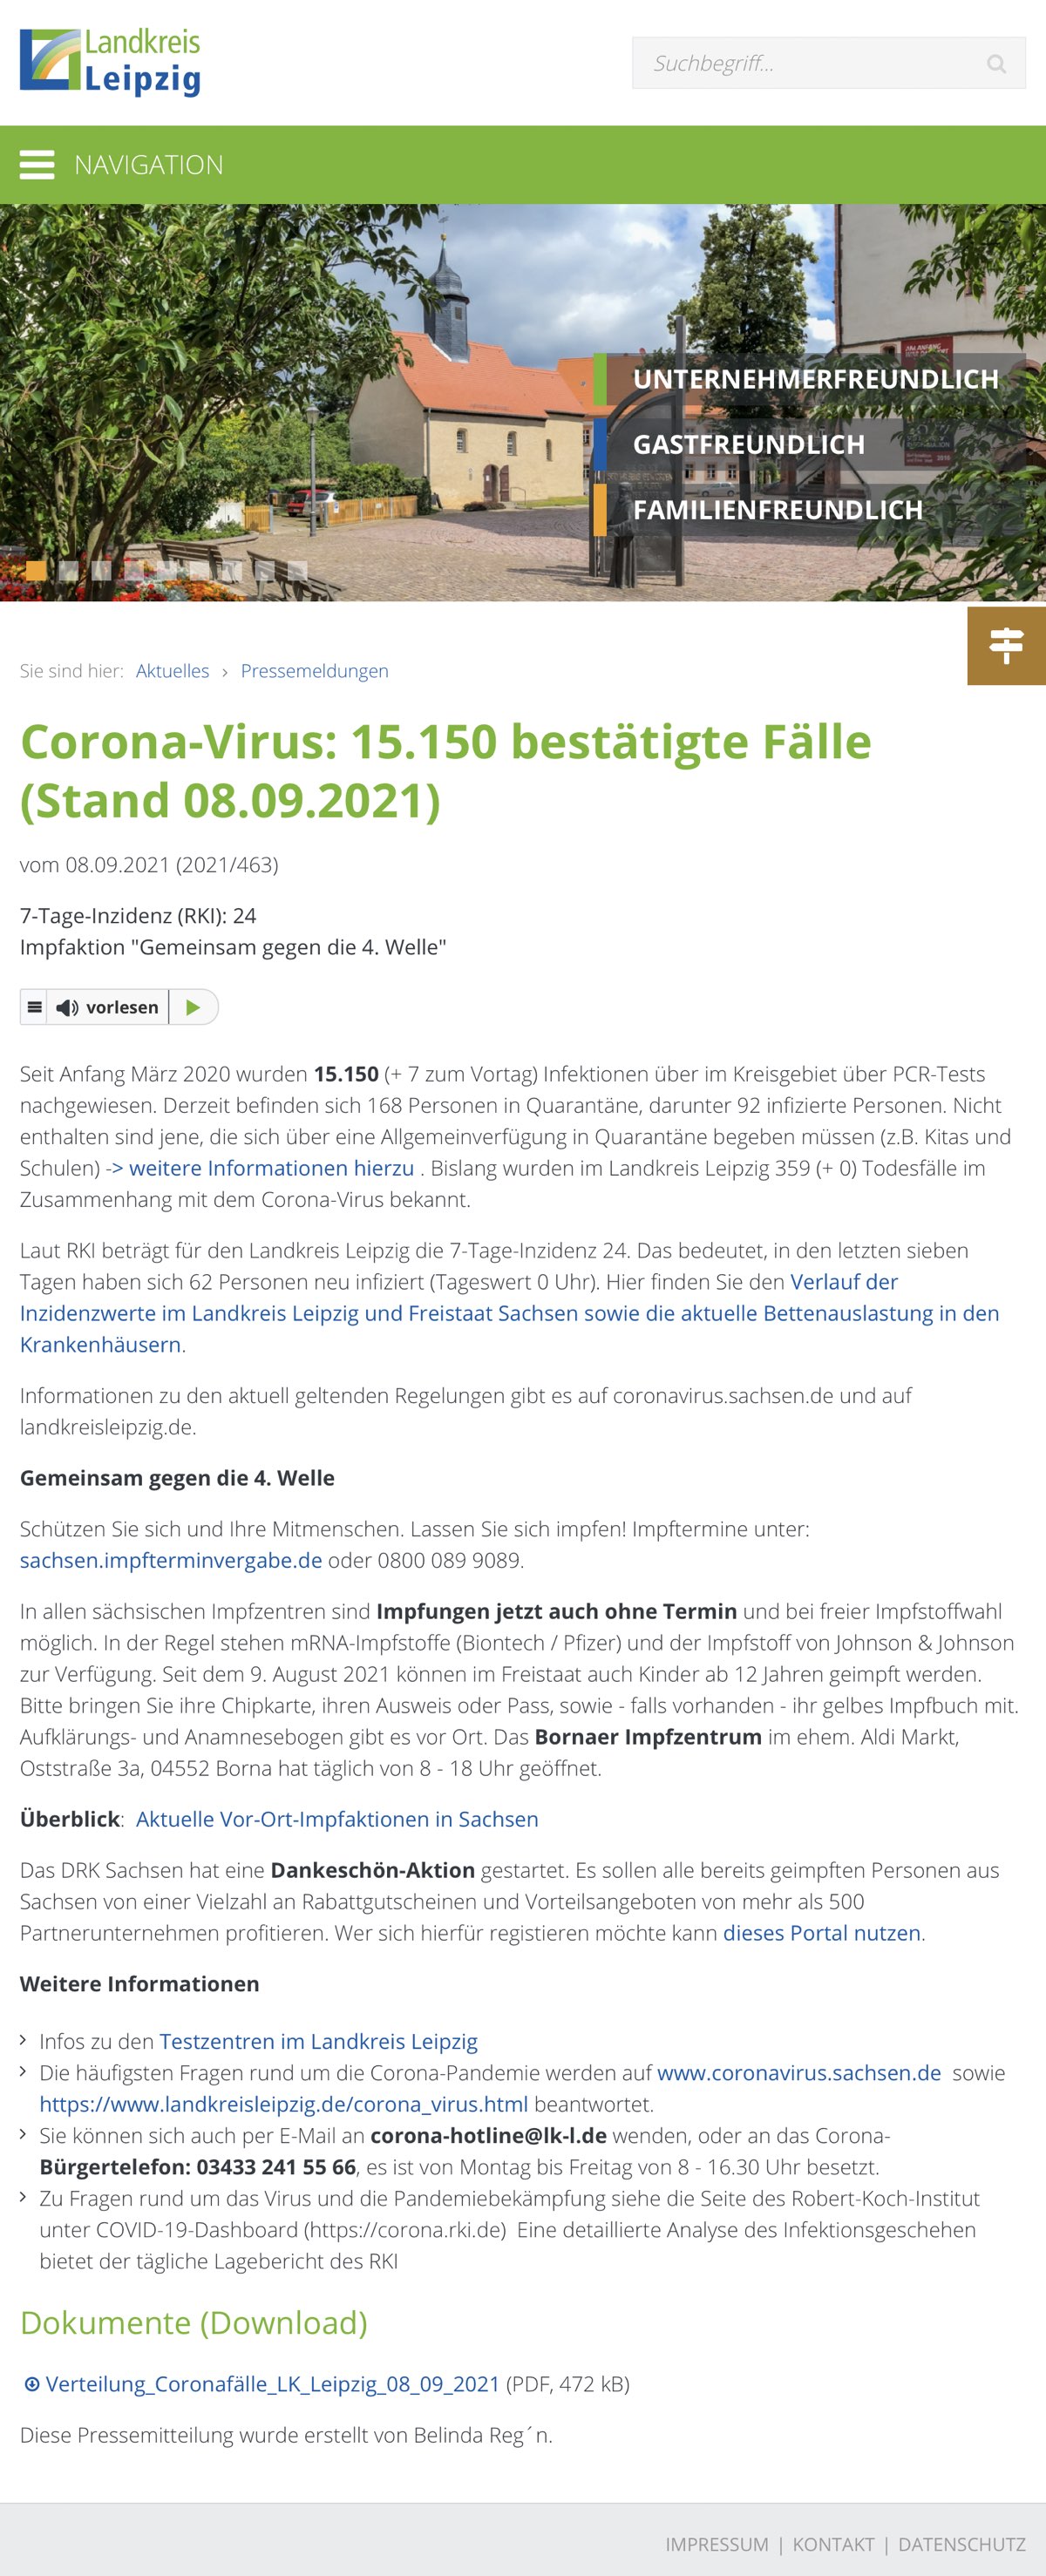 Landkreis
Leipzig
Suchbegriff...
NAVIGATION
UNTERNEHMERFREUNDLICH
GASTFREUNDLICH
FAMILIENFREUNDLICH
Sie sind hier: Aktuelles › Pressemeldungen
Corona-Virus: 15.150 bestätigte Fälle
(Stand 08.09.2021)
vom 08.09.2021 (2021/463)
7-Tage-Inzidenz (RKI): 24
Impfaktion "Gemeinsam gegen die 4. Welle"
vorlesen
Seit Anfang März 2020 wurden 15.150 (+ 7 zum Vortag) Infektionen über im Kreisgebiet über PCR-Tests
nachgewiesen. Derzeit befinden sich 168 Personen in Quarantäne, darunter 92 infizierte Personen. Nicht
enthalten sind jene, die sich über eine Allgemeinverfügung in Quarantäne begeben müssen (z.B. Kitas und
Schulen) -> weitere Informationen hierzu . Bislang wurden im Landkreis Leipzig 359 (+ 0) Todesfälle im
Zusammenhang mit dem Corona-Virus bekannt.
Laut RKI beträgt für den Landkreis Leipzig die 7-Tage-Inzidenz 24. Das bedeutet, in den letzten sieben
Tagen haben sich 62 Personen neu infiziert (Tageswert 0 Uhr). Hier finden Sie den Verlauf der
Inzidenzwerte im Landkreis Leipzig und Freistaat Sachsen sowie die aktuelle Bettenauslastung in den
Krankenhäusern.
Informationen zu den aktuell geltenden Regelungen gibt es auf coronavirus.sachsen.de und auf
landkreisleipzig.de.
Gemeinsam gegen die 4. Welle
Schützen Sie sich und Ihre Mitmenschen. Lassen Sie sich impfen! Impftermine unter:
sachsen.impfterminvergabe.de oder 0800 089 9089.
In allen sächsischen Impfzentren sind Impfungen jetzt auch ohne Termin und bei freier Impfstoffwahl
möglich. In der Regel stehen mRNA-Impfstoffe (Biontech / Pfizer) und der Impfstoff von Johnson & Johnson
zur Verfügung. Seit dem 9. August 2021 können im Freistaat auch Kinder ab 12 Jahren geimpft werden.
Bitte bringen Sie ihre Chipkarte, ihren Ausweis oder Pass, sowie - falls vorhanden - ihr gelbes Impfbuch mit.
Aufklärungs- und Anamnesebogen gibt es vor Ort. Das Bornaer Impfzentrum im ehem. Aldi Markt,
Oststraße 3a, 04552 Borna hat täglich von 8 - 18 Uhr geöffnet.
Überblick: Aktuelle Vor-Ort-Impfaktionen in Sachsen
Das DRK Sachsen hat eine Dankeschön-Aktion gestartet. Es sollen alle bereits geimpften Personen aus
Sachsen von einer Vielzahl an Rabattgutscheinen und Vorteilsangeboten von mehr als 500
Partnerunternehmen profitieren. Wer sich hierfür registieren möchte kann dieses Portal nutzen.
Weitere Informationen
Infos zu den Testzentren im Landkreis Leipzig
Die häufigsten Fragen rund um die Corona-Pandemie werden auf www.coronavirus.sachsen.de sowie
https://www.landkreisleipzig.de/corona_virus.html beantwortet.
Sie können sich auch per E-Mail an corona-hotline@lk-l.de wenden, oder an das Corona-
Bürgertelefon: 03433 241 55 66, es ist von Montag bis Freitag von 8 - 16.30 Uhr besetzt.
Zu Fragen rund um das Virus und die Pandemiebekämpfung siehe die Seite des Robert-Koch-Institut
unter COVID-19-Dashboard (https://corona.rki.de) Eine detaillierte Analyse des Infektionsgeschehen
bietet der tägliche Lagebericht des RKI
Dokumente (Download)
Verteilung_Coronafälle_LK_Leipzig_08_09_2021 (PDF, 472 kB)
Diese Pressemitteilung wurde erstellt von Belinda Reg´n.
IMPRESSUM | KONTAKT | DATENSCHUTZ